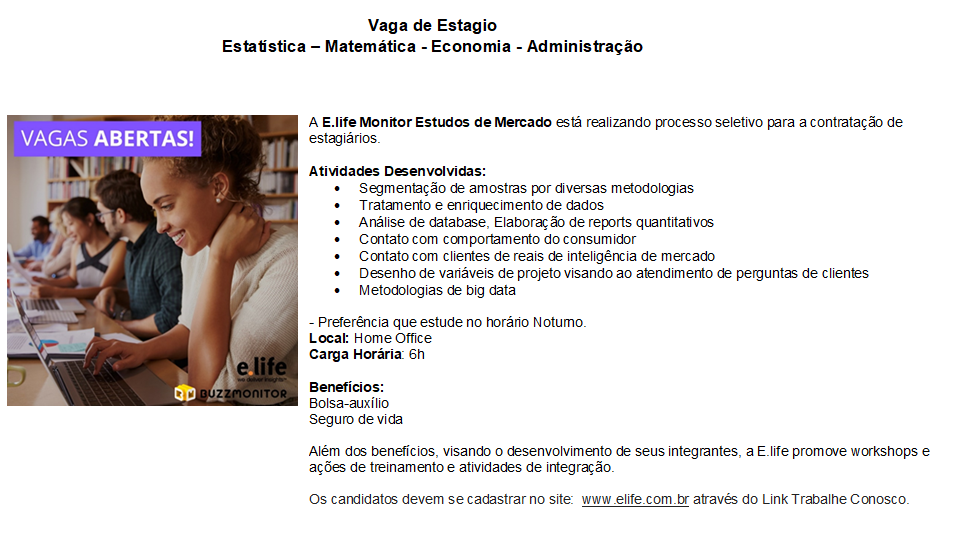 Vaga de Estagio
Estatística – Matemática - Economia - Administração
VAGAS ABERTAS!
e.life
BUZZMONITOR
A E.life Monitor Estudos de Mercado está realizando processo seletivo para a contratação de
estagiários.
Atividades Desenvolvidas:
• Segmentação de amostras por diversas metodologias
• Tratamento e enriquecimento de dados
• Análise de database, Elaboração de reports quantitativos
• Contato com comportamento do consumidor
• Contato com clientes de reais de inteligência de mercado
• Desenho de variáveis de projeto visando ao atendimento de perguntas de clientes
• Metodologias de big data
- Preferência que estude no horário Noturno.
Local: Home Office
Carga Horária: 6h
Benefícios:
Bolsa-auxílio
Seguro de vida
Além dos benefícios, visando o desenvolvimento de seus integrantes, a E.life promove workshops e
ações de treinamento e atividades de integração.
Os candidatos devem se cadastrar no site: www.elife.com.br através do Link Trabalhe Conosco.